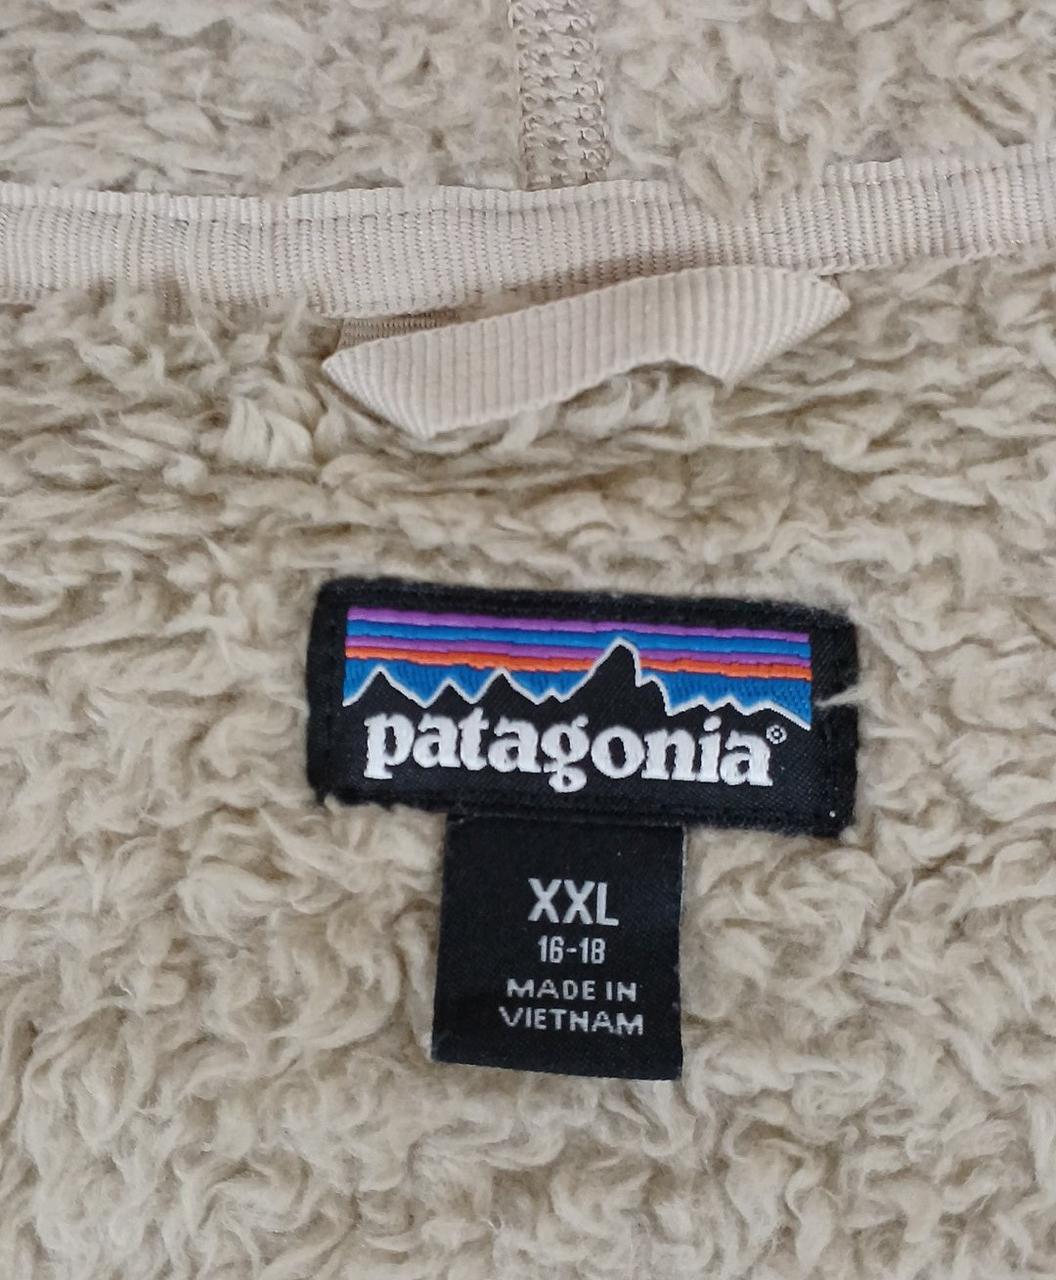 patagonia®
XXL
16-18
MADE IN
VIETNAM